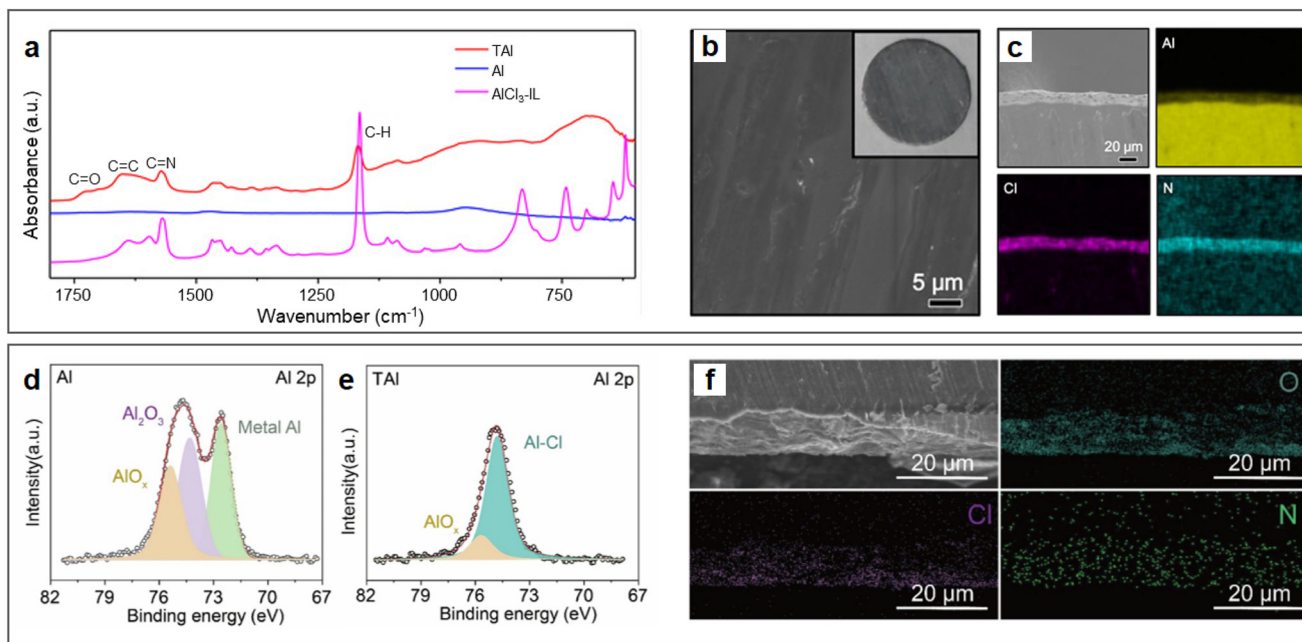 a
TAl
Al
AlCl₃-IL
C=O
C=C
C=N
C-H
Absorbance (a.u.)
1750 1500 1250 1000 750
Wavenumber (cm⁻¹)
b
5 µm
c
20 µm
Al
Cl
N
d
Al
Al 2p
Al₂O₃
Metal Al
AlOₓ
Intensity(a.u.)
82 79 76 73 70 67
Binding energy (eV)
e
TAl
Al 2p
Al-Cl
AlOₓ
Intensity(a.u.)
82 79 76 73 70 67
Binding energy (eV)
f
20 µm
O
20 µm
Cl
20 µm
N
20 µm